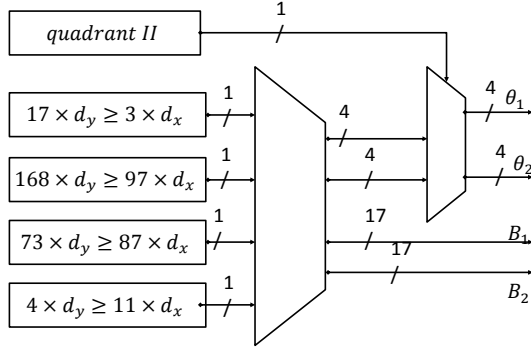 quadrant II
1
17 × d_y ≥ 3 × d_x
1
168 × d_y ≥ 97 × d_x
1
73 × d_y ≥ 87 × d_x
1
4 × d_y ≥ 11 × d_x
1
4
4
17
17
4
θ_1
4
θ_2
B_1
B_2